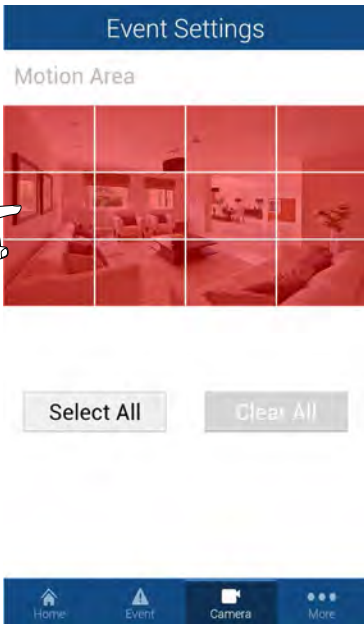 Event Settings
Motion Area
Select All Clear All
Home Event Camera More